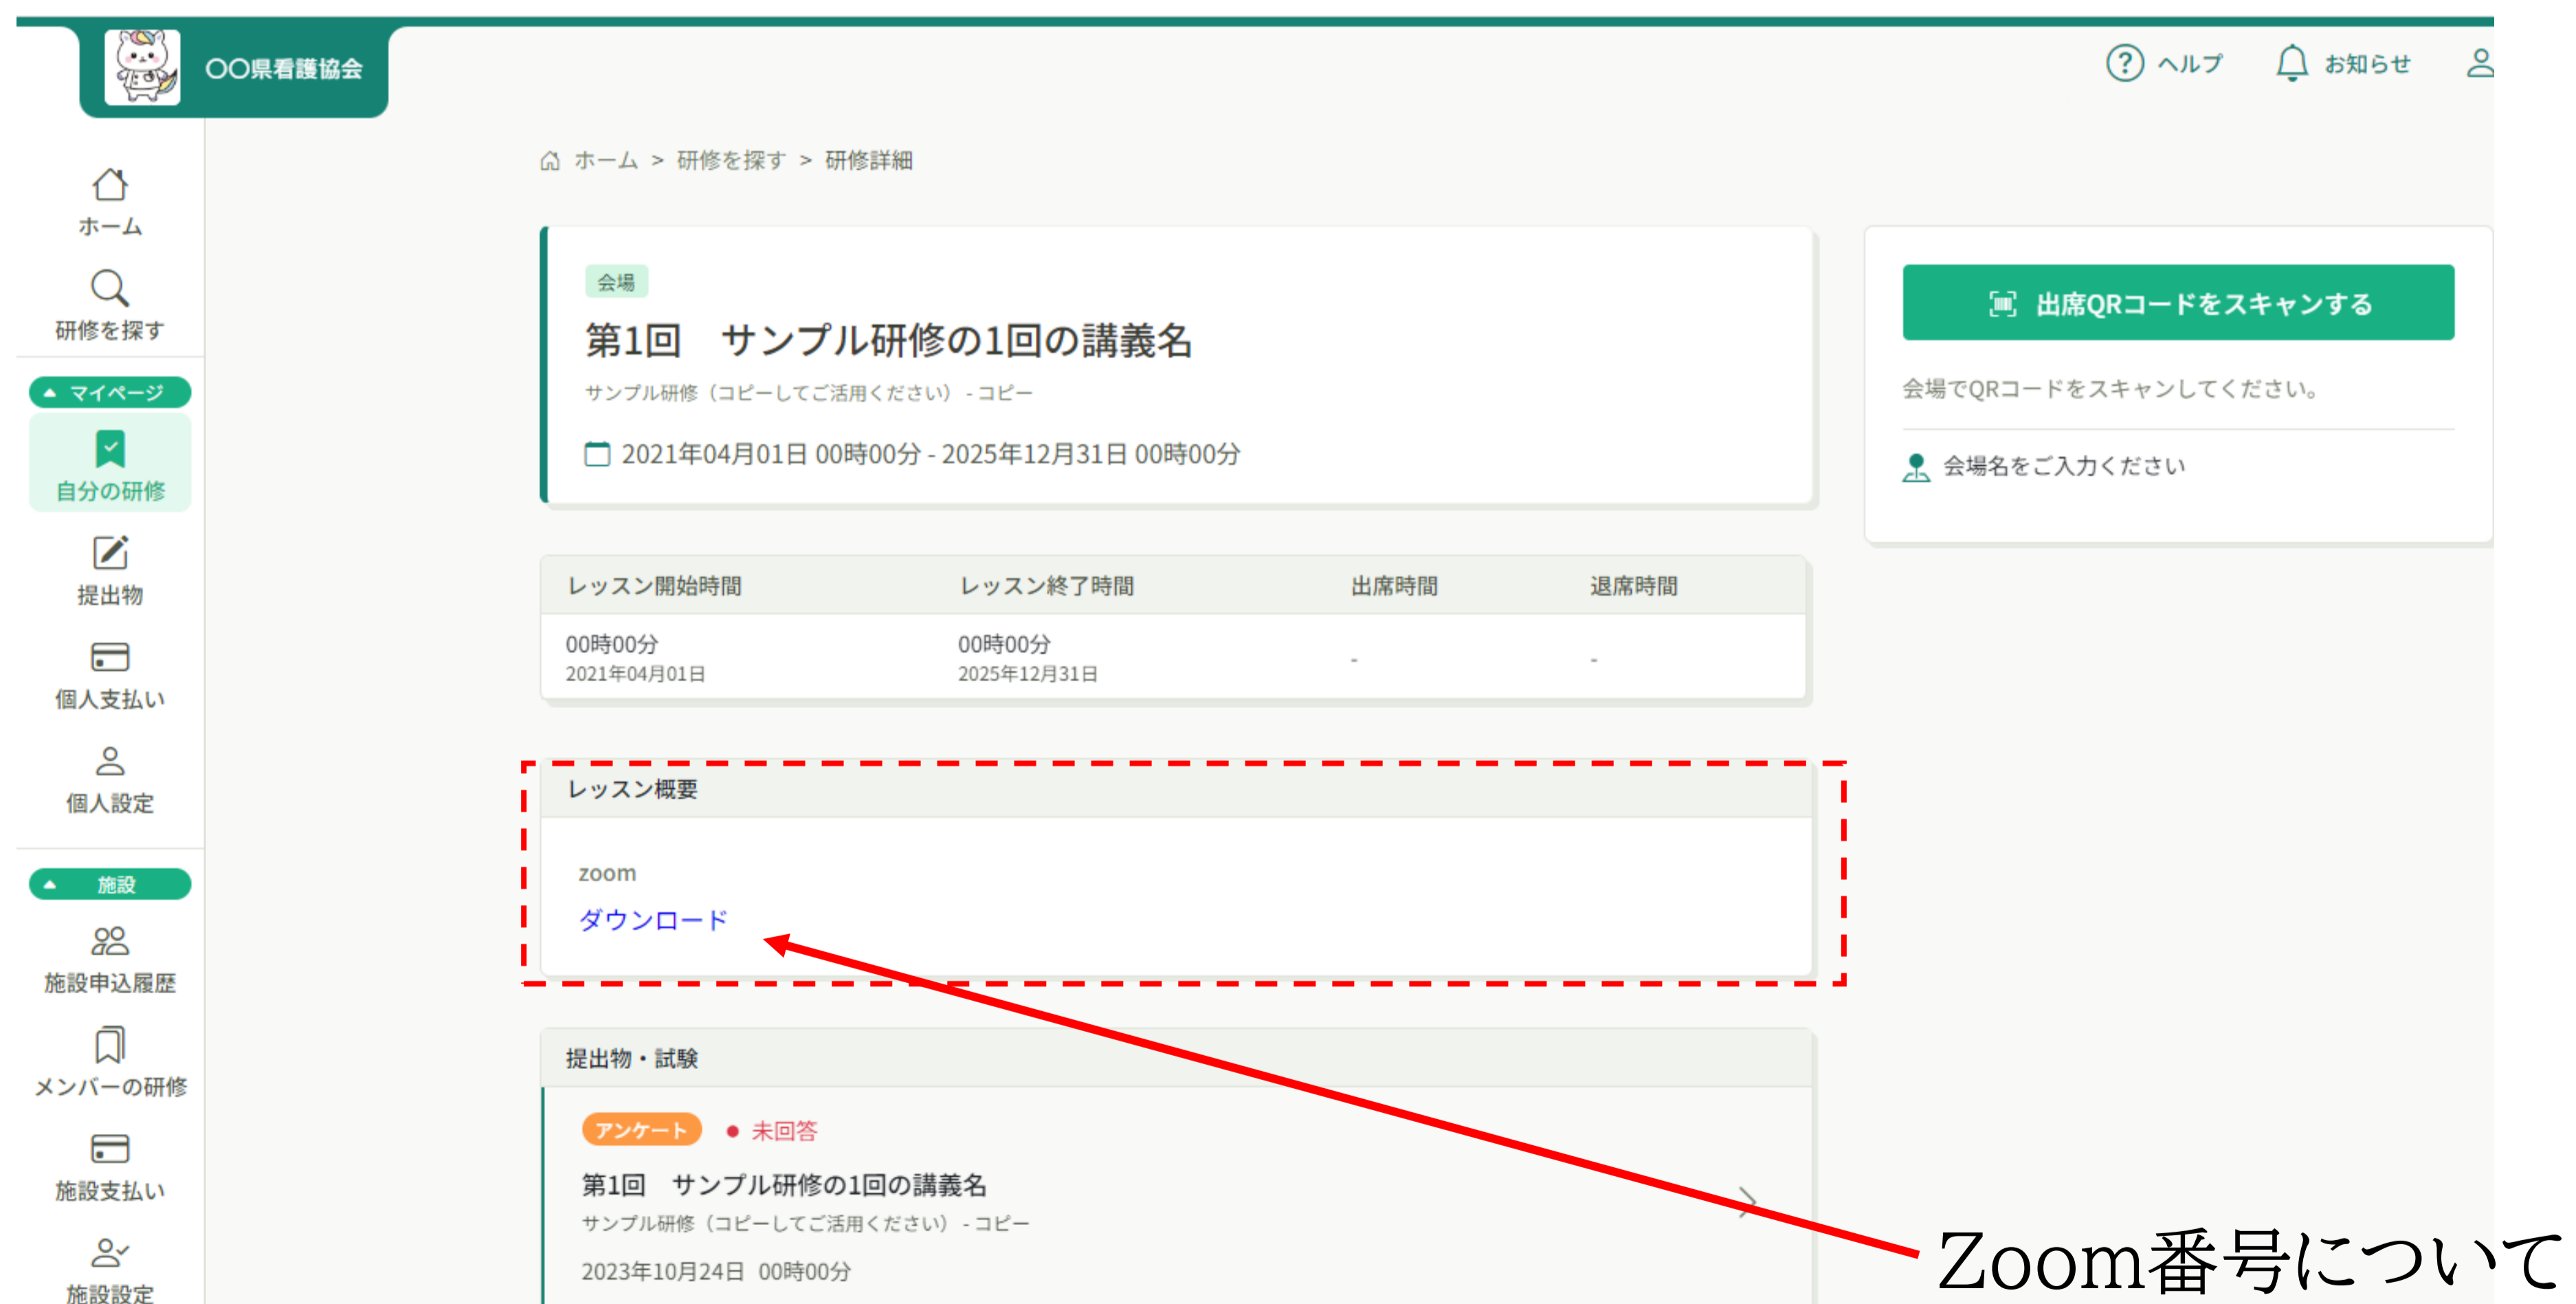 〇〇県看護協会
ヘルプ
お知らせ
ホーム
研修を探す
マイページ
自分の研修
提出物
個人支払い
個人設定
施設
施設申込履歴
メンバーの研修
施設支払い
施設設定
ホーム > 研修を探す > 研修詳細
会場
第1回　サンプル研修の1回の講義名
サンプル研修（コピーしてご活用ください） - コピー
2021年04月01日 00時00分 - 2025年12月31日 00時00分
出席QRコードをスキャンする
会場でQRコードをスキャンしてください。
会場名をご入力ください
レッスン開始時間 レッスン終了時間 出席時間 退席時間
00時00分 00時00分 - -
2021年04月01日 2025年12月31日
レッスン概要
zoom
ダウンロード
提出物・試験
アンケート ● 未回答
第1回　サンプル研修の1回の講義名
サンプル研修（コピーしてご活用ください） - コピー
2023年10月24日 00時00分
Zoom番号について